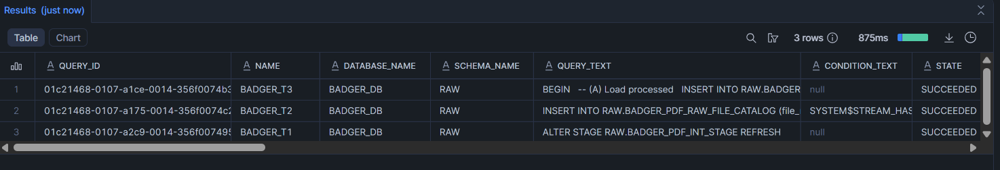 Results (just now)
Table Chart 3 rows 875ms
QUERY_ID NAME DATABASE_NAME SCHEMA_NAME QUERY_TEXT CONDITION_TEXT STATE
1 01c21468-0107-a1ce-0014-356f0074b3 BADGER_T3 BADGER_DB RAW BEGIN -- (A) Load processed INSERT INTO RAW.BADGER null SUCCEEDED
2 01c21468-0107-a175-0014-356f0074c2 BADGER_T2 BADGER_DB RAW INSERT INTO RAW.BADGER_PDF_RAW_FILE_CATALOG (file_ SYSTEM$STREAM_HAS SUCCEEDED
3 01c21468-0107-a2c9-0014-356f007495 BADGER_T1 BADGER_DB RAW ALTER STAGE RAW.BADGER_PDF_INT_STAGE REFRESH null SUCCEEDED